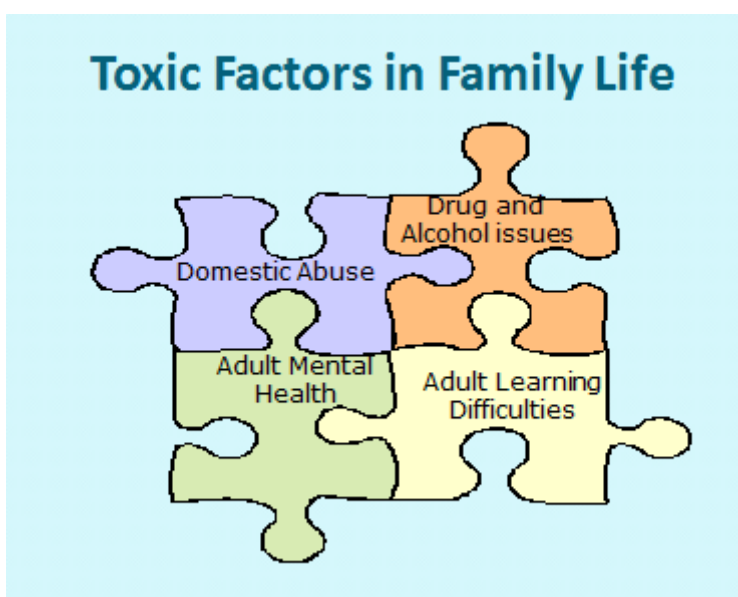 Toxic Factors in Family Life
Drug and
Alcohol issues
Domestic Abuse
Adult Mental
Health
Adult Learning
Difficulties